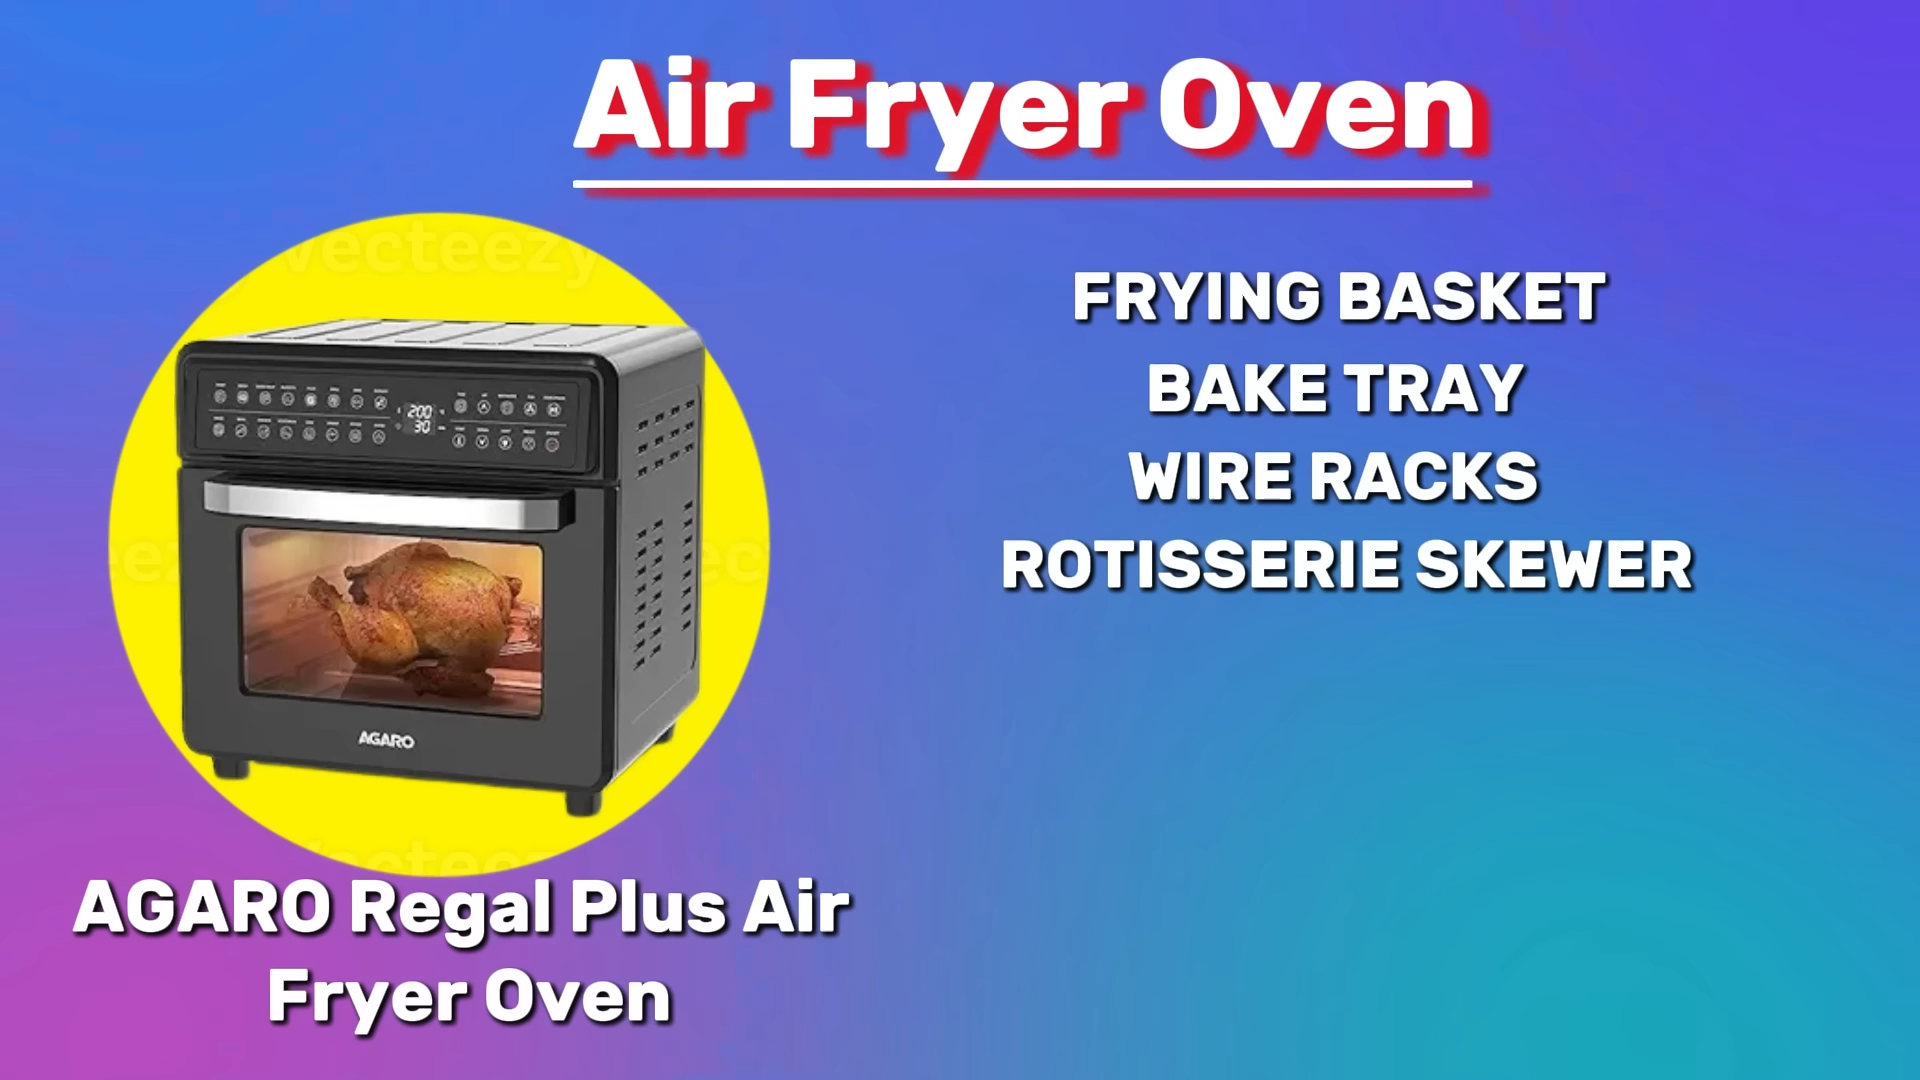 Air Fryer Oven
vecteezy
FRYING BASKET
BAKE TRAY
WIRE RACKS
ROTISSERIE SKEWER
200
30
AGARO
AGARO Regal Plus Air
Fryer Oven